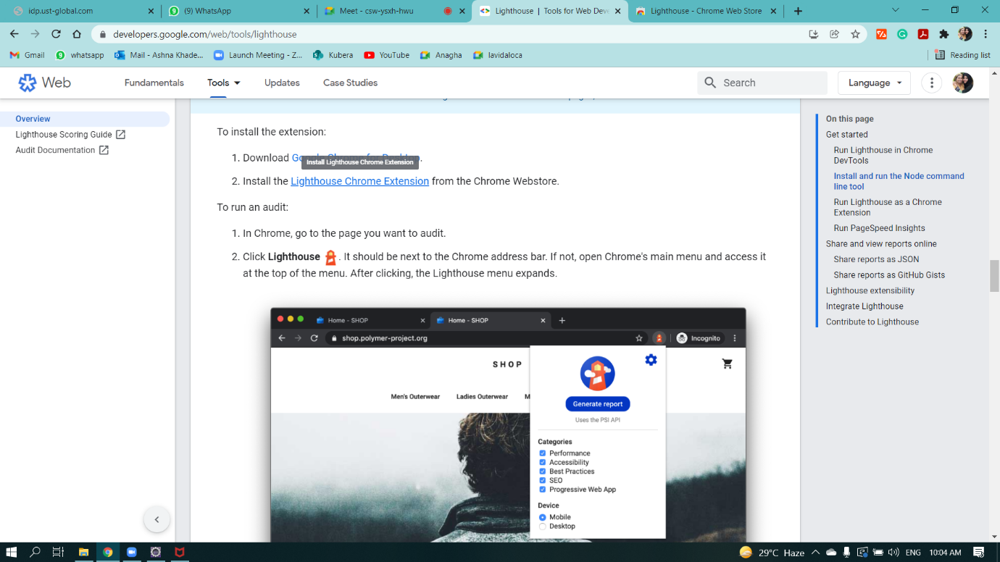 idp.ust-global.com
(9) WhatsApp
Meet - csw-ysxh-hwu
Lighthouse | Tools for Web Deve
Lighthouse - Chrome Web Store
developers.google.com/web/tools/lighthouse
Gmail
whatsapp
Mail - Ashna Khade...
Launch Meeting - Z...
Kubera
YouTube
Anagha
lavidaloca
Reading list
Web
Fundamentals
Tools
Updates
Case Studies
Search
Language
Overview
Lighthouse Scoring Guide
Audit Documentation
To install the extension:
1. Download Google Chrome for Desktop.
Install Lighthouse Chrome Extension
2. Install the Lighthouse Chrome Extension from the Chrome Webstore.
To run an audit:
1. In Chrome, go to the page you want to audit.
2. Click Lighthouse . It should be next to the Chrome address bar. If not, open Chrome's main menu and access it
at the top of the menu. After clicking, the Lighthouse menu expands.
Home - SHOP
Home - SHOP
shop.polymer-project.org
Incognito
SHOP
Men's Outerwear
Ladies Outerwear
M
Generate report
Uses the PSI API
Categories
Performance
Accessibility
Best Practices
SEO
Progressive Web App
Device
Mobile
Desktop
On this page
Get started
Run Lighthouse in Chrome
DevTools
Install and run the Node command
line tool
Run Lighthouse as a Chrome
Extension
Run PageSpeed Insights
Share and view reports online
Share reports as JSON
Share reports as GitHub Gists
Lighthouse extensibility
Integrate Lighthouse
Contribute to Lighthouse
29°C Haze
ENG
10:04 AM